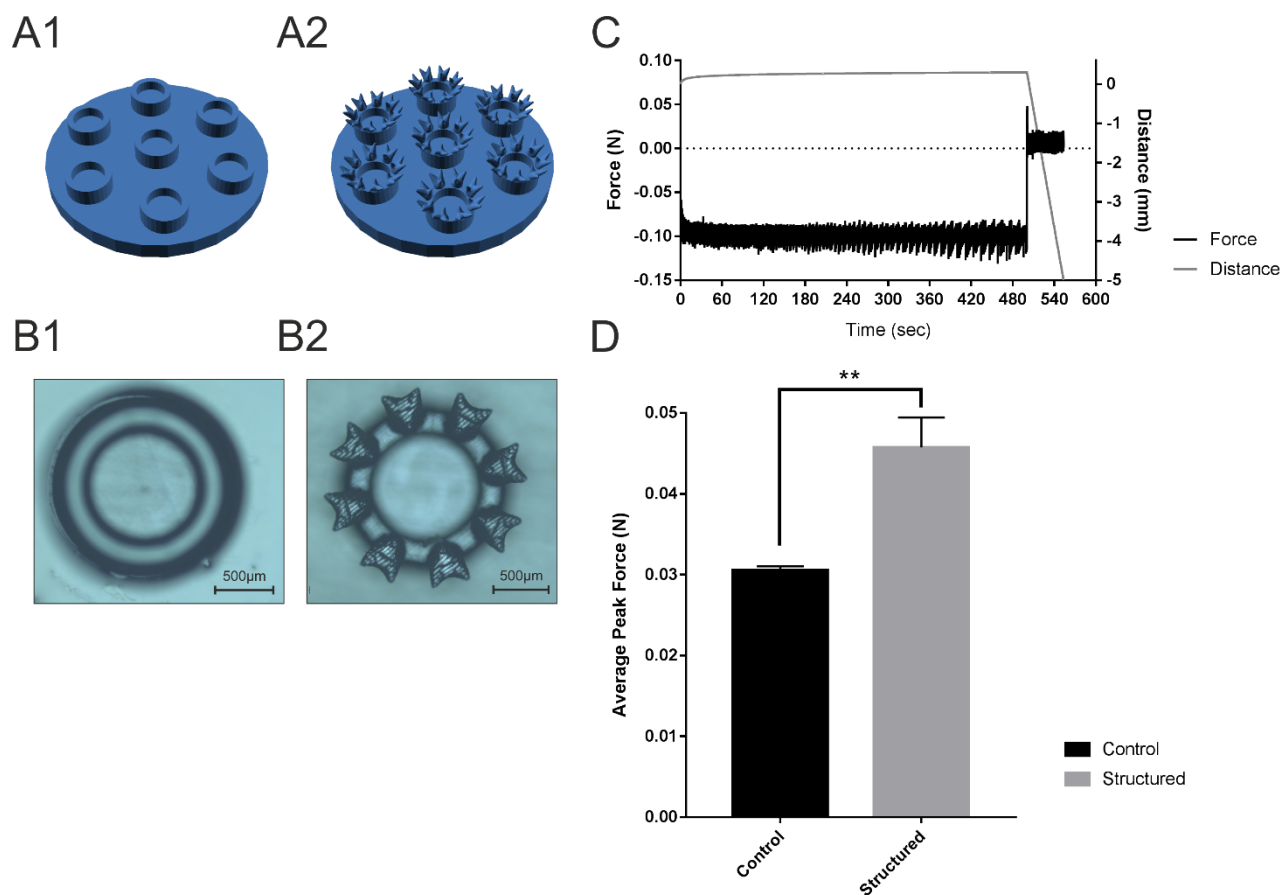 A1
A2
B1
B2
500µm
500µm
C
0.10
0.05
0.00
-0.05
-0.10
-0.15
Force (N)
0
-1
-2
-3
-4
-5
Distance (mm)
0 60 120 180 240 300 360 420 480 540 600
Time (sec)
Force
Distance
D
**
0.05
0.04
0.03
0.02
0.01
0.00
Average Peak Force (N)
Control
Structured
Control
Structured